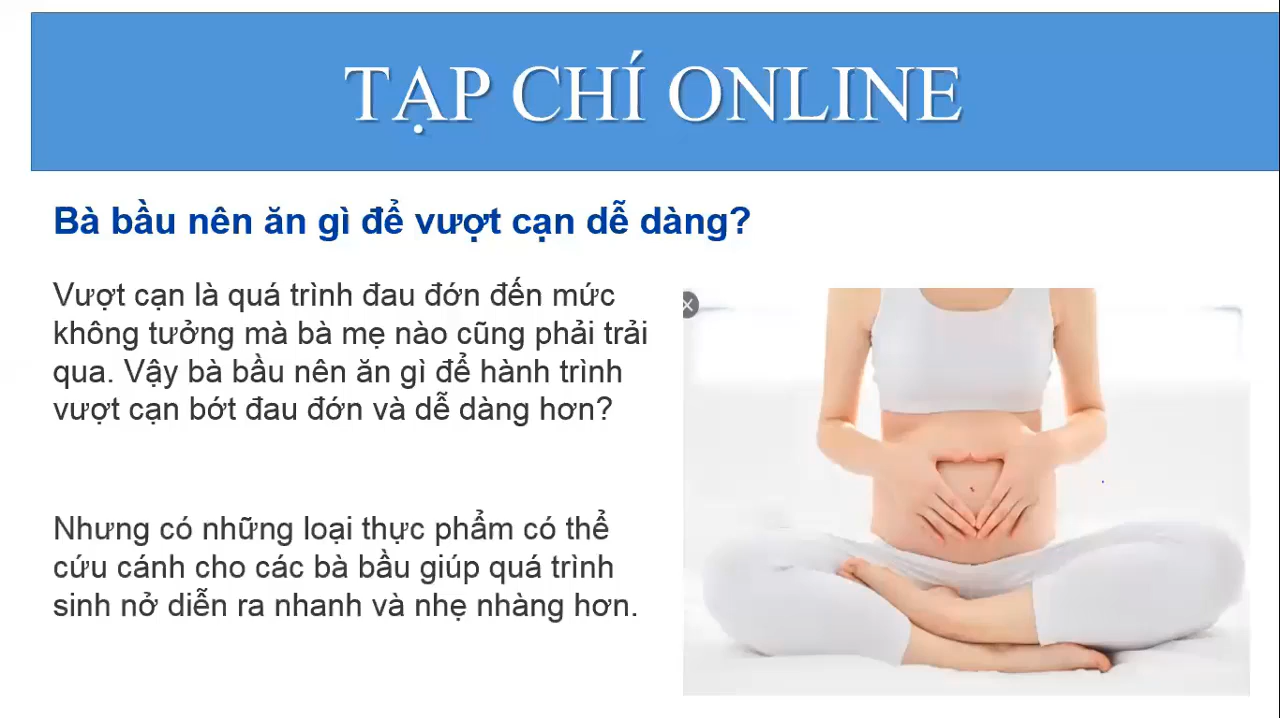 TẠP CHÍ ONLINE
Bà bầu nên ăn gì để vượt cạn dễ dàng?
Vượt cạn là quá trình đau đớn đến mức
không tưởng mà bà mẹ nào cũng phải trải
qua. Vậy bà bầu nên ăn gì để hành trình
vượt cạn bớt đau đớn và dễ dàng hơn?
Nhưng có những loại thực phẩm có thể
cứu cánh cho các bà bầu giúp quá trình
sinh nở diễn ra nhanh và nhẹ nhàng hơn.